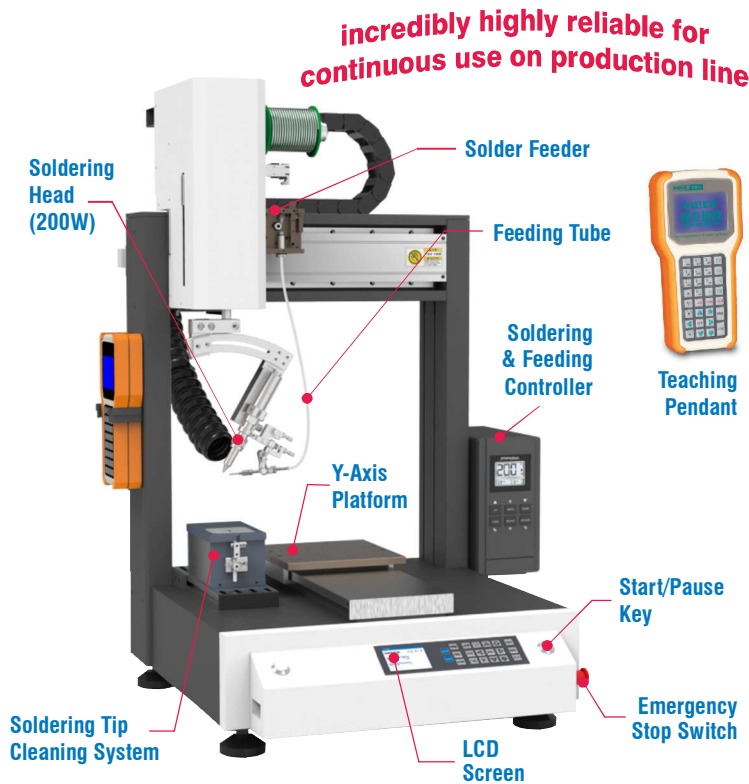 incredibly highly reliable for
continuous use on production line
Solder Feeder
Soldering
Head
(200W)
Feeding Tube
Soldering
& Feeding
Controller
Teaching
Pendant
Y-Axis
Platform
Start/Pause
Key
Emergency
Stop Switch
Soldering Tip
Cleaning System
LCD
Screen